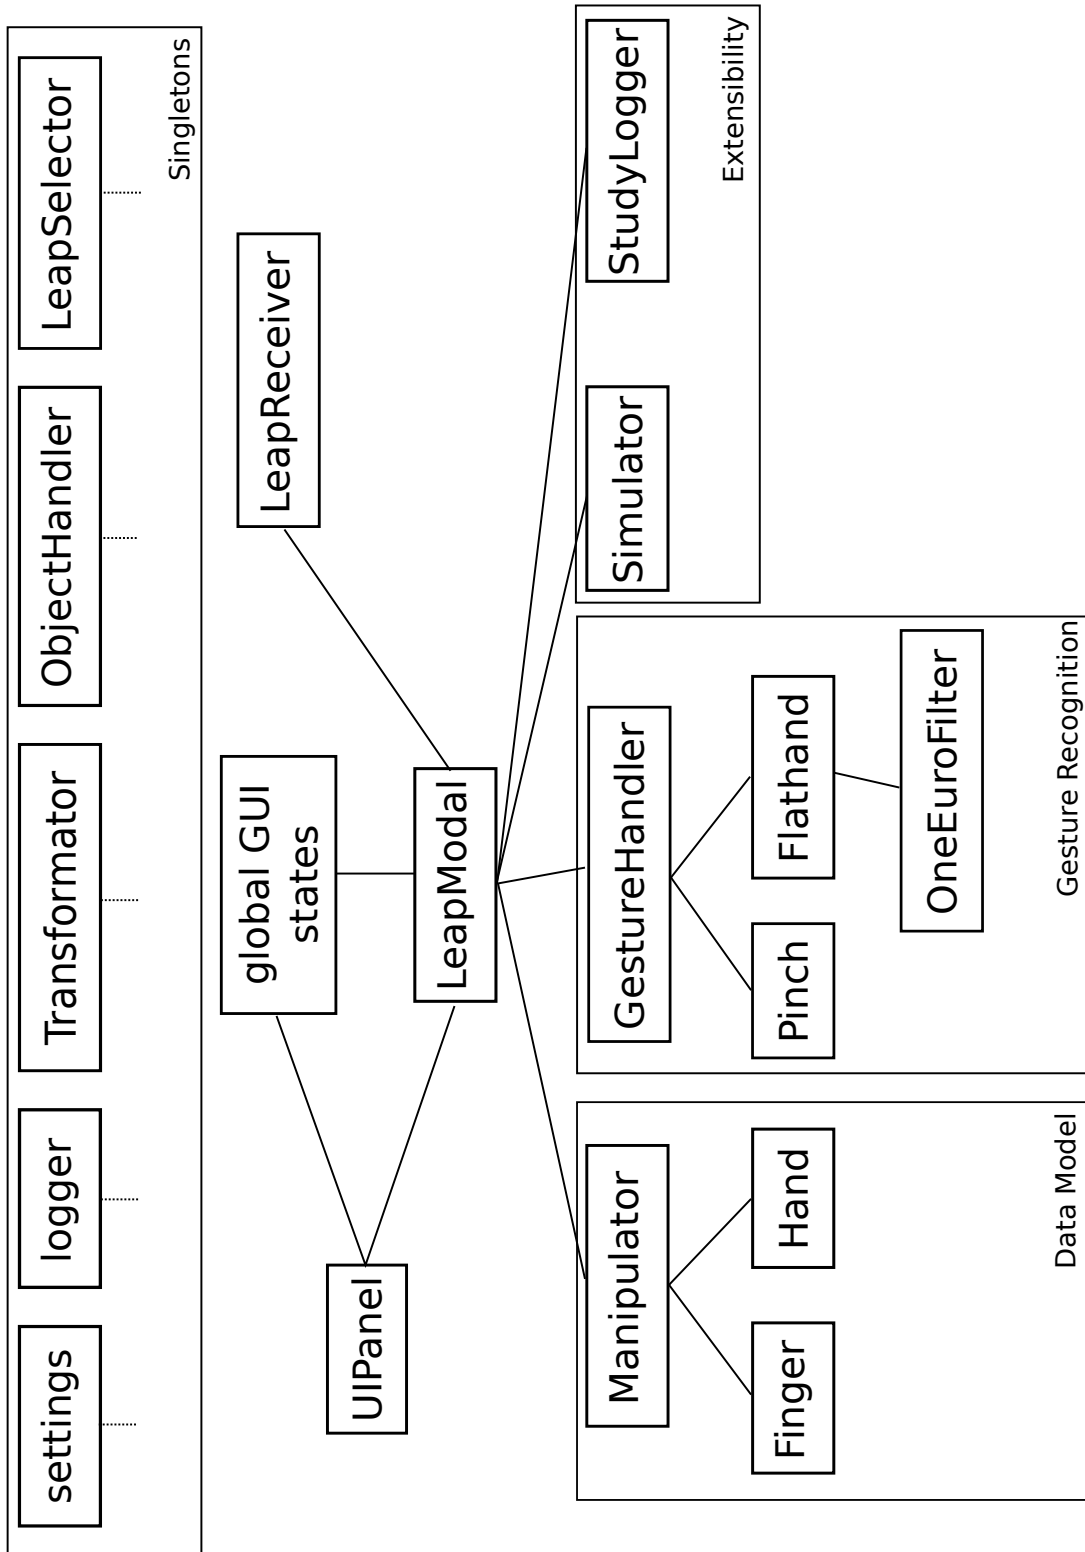 settings
logger
Transformator
ObjectHandler
LeapSelector
Singletons
global GUI
states
LeapReceiver
UIPanel
LeapModal
Manipulator
Finger
Hand
Data Model
GestureHandler
Pinch
Flathand
OneEuroFilter
Gesture Recognition
Simulator
StudyLogger
Extensibility